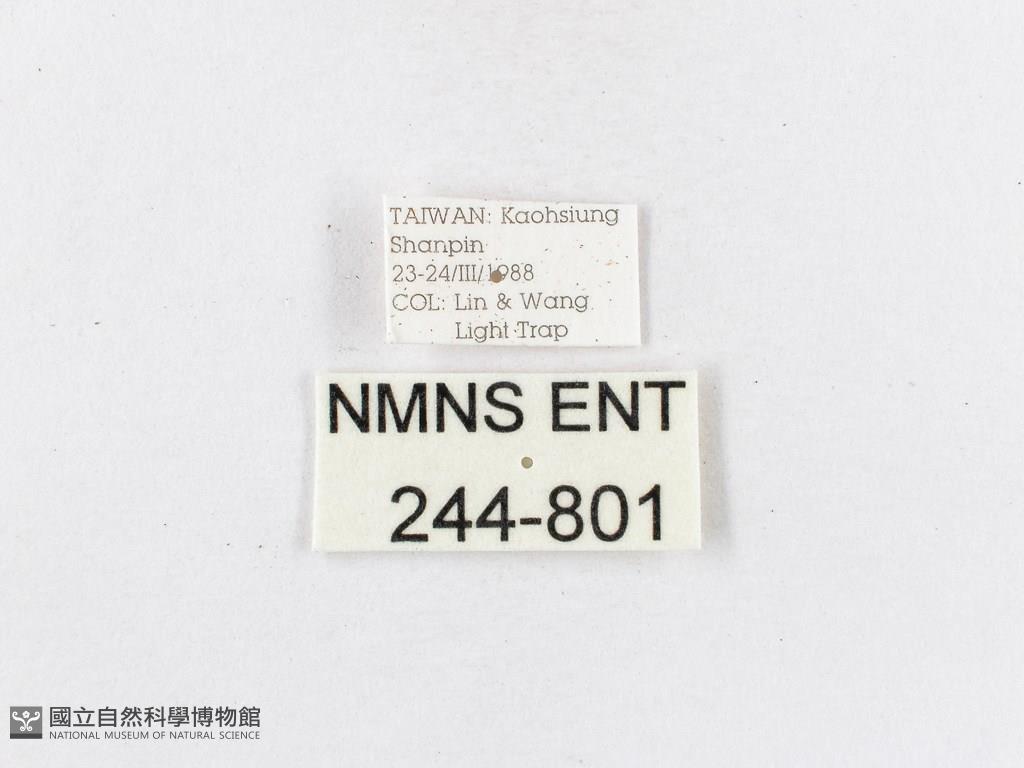 TAIWAN: Kaohsiung
Shanpin
23-24/III/1988
COL: Lin & Wang
Light Trap
NMNS ENT
244-801
國立自然科學博物館
NATIONAL MUSEUM OF NATURAL SCIENCE